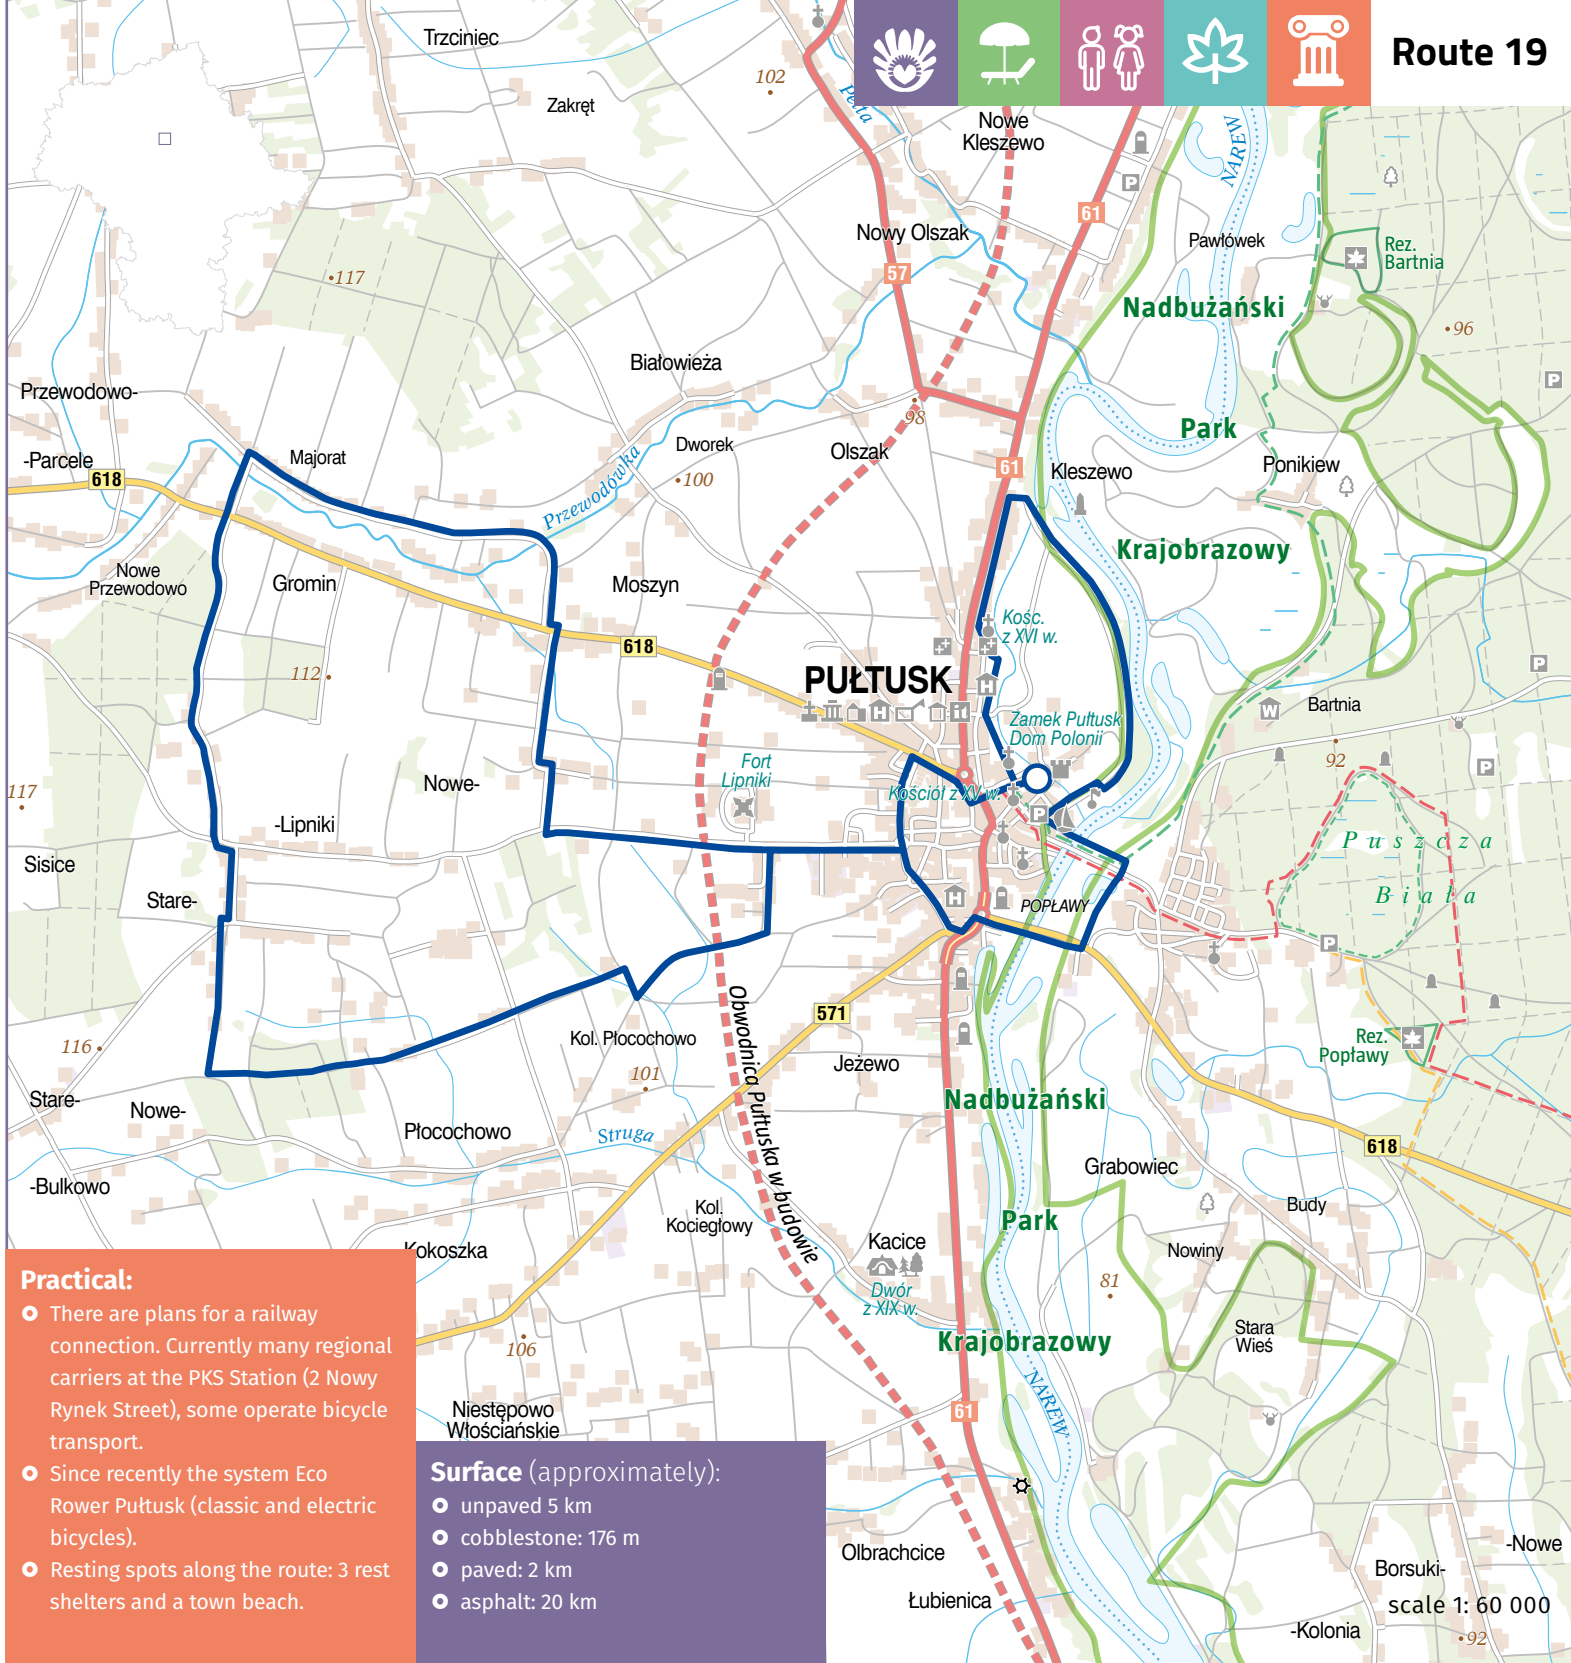 Route 19
Trzciniec
102
Zakręt
Pełta
Nowe
Kleszewo
NAREW
61
Nowy Olszak
57
Pawłówek
Rez.
Bartnia
117
Nadbużański
96
Białowieża
Przewodowo-
98
Park
Dworek
Olszak
-Parcele
618
Majorat
100
61
Kleszewo
Ponikiew
Przewodówka
Krajobrazowy
Nowe
Przewodowo
Gromin
Moszyn
Kośc.
z XVI w.
618
112
PUŁTUSK
Bartnia
Zamek Pułtusk
Dom Polonii
92
Fort
Lipniki
117
Nowe-
Kościół z XV w.
-Lipniki
Puszcza
Biała
Sisice
Stare-
POPŁAWY
571
Obwodnica Pułtuska w budowie
Kol. Płocochowo
116
101
Jeżewo
Rez.
Popławy
Stare-
Nowe-
Nadbużański
Płocochowo
Struga
618
Grabowiec
-Bulkowo
Kol.
Kociegłowy
Budy
Park
Kokoszka
Kacice
Nowiny
Dwór
z XIX w.
81
Stara
Wieś
Krajobrazowy
106
NAREW
Niestępowo
Włościańskie
61
Practical:
There are plans for a railway
connection. Currently many regional
carriers at the PKS Station (2 Nowy
Rynek Street), some operate bicycle
transport.
Since recently the system Eco
Rower Pułtusk (classic and electric
bicycles).
Resting spots along the route: 3 rest
shelters and a town beach.
Surface (approximately):
unpaved 5 km
cobblestone: 176 m
paved: 2 km
asphalt: 20 km
Olbrachcice
Łubienica
-Nowe
Borsuki-
scale 1: 60 000
-Kolonia
92